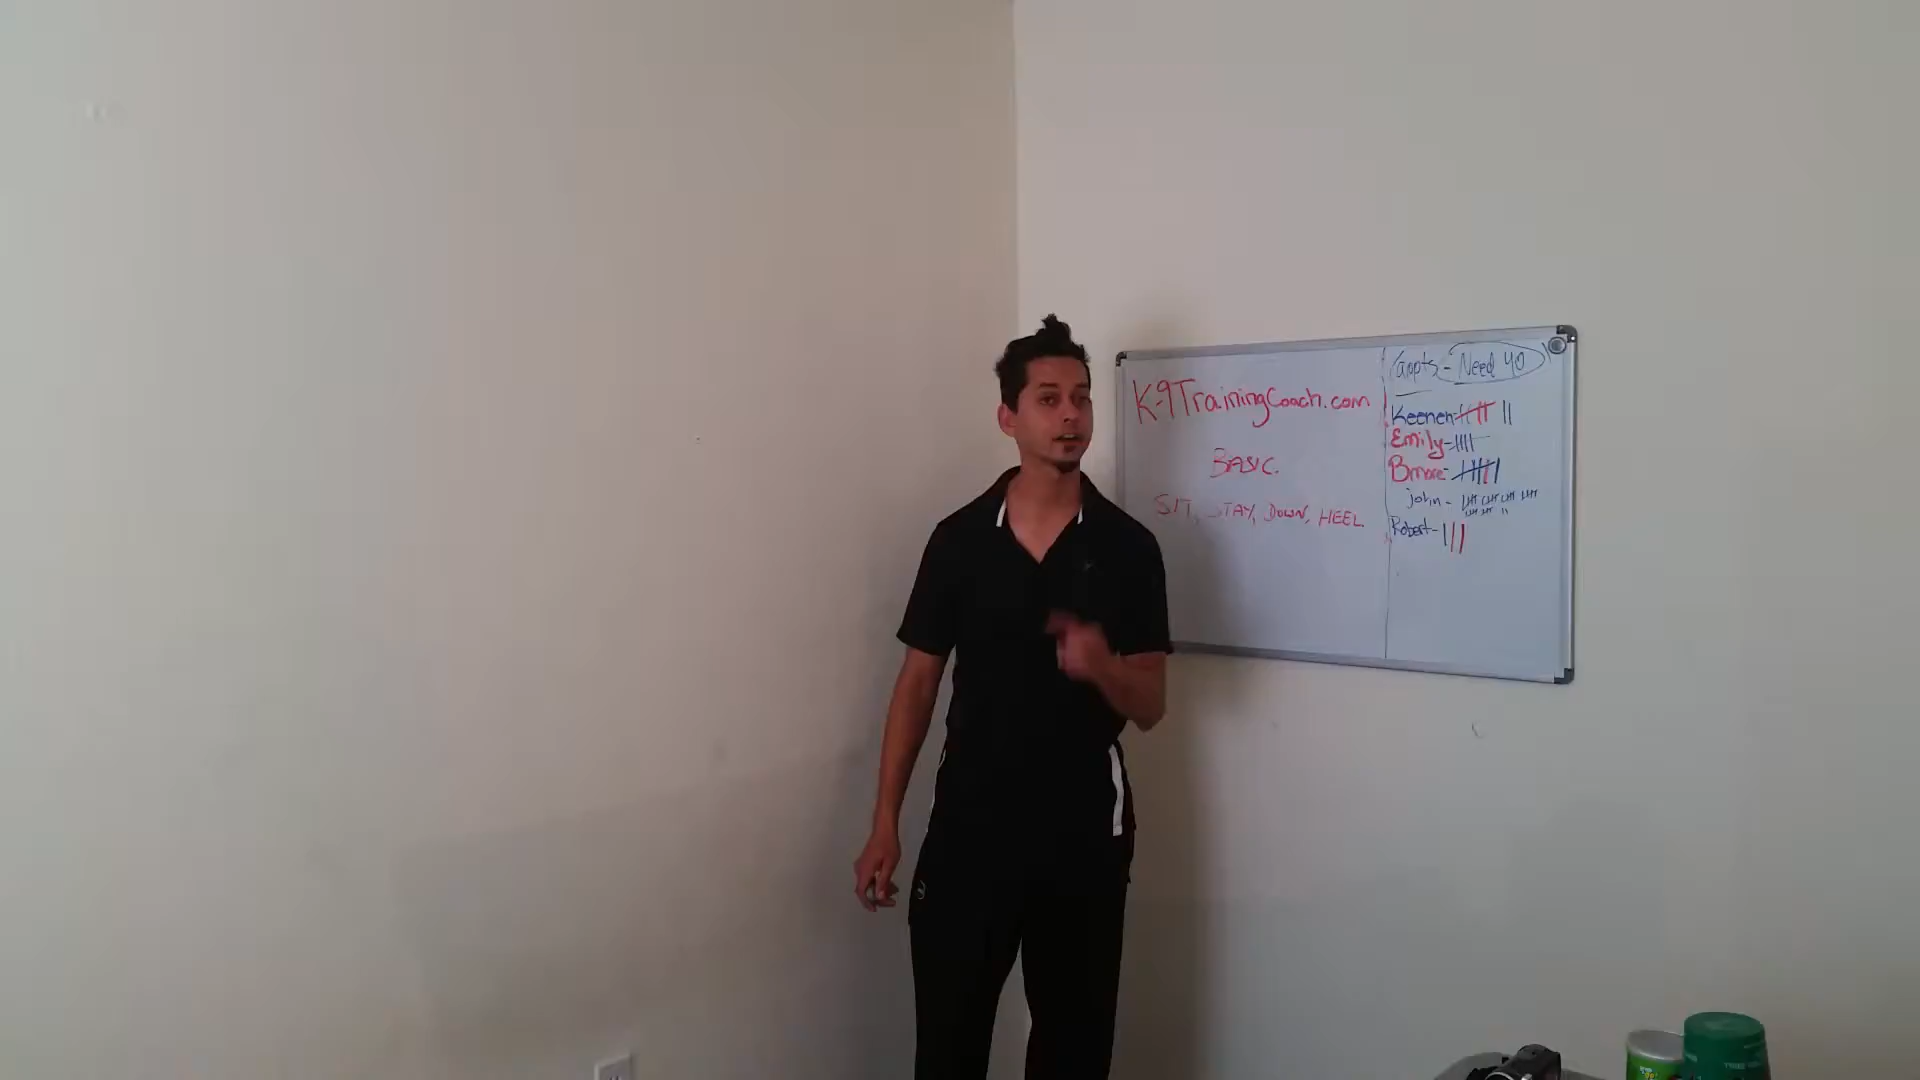 K-9TrainingCoach.com
BASIC.
SIT, STAY, DOWN, HEEL
appts - Need 40
Keenen-
Emily-
Bmore-
john -
Robert-